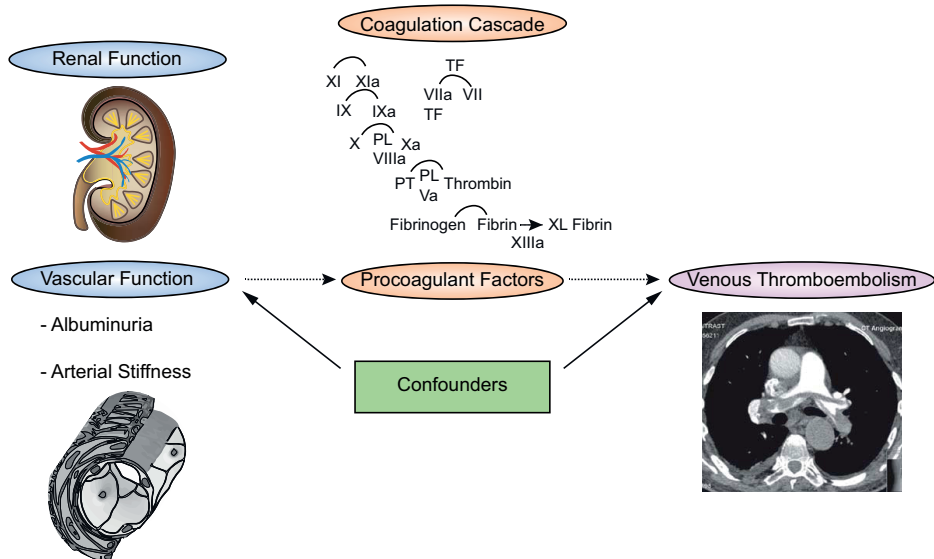 Coagulation Cascade
Renal Function
TF
XI XIa VIIa VII
IX IXa TF
X PL Xa
VIIIa
PT PL Thrombin
Va
Fibrinogen Fibrin XL Fibrin
XIIIa
Vascular Function
Procoagulant Factors
Venous Thromboembolism
- Albuminuria
- Arterial Stiffness
Confounders